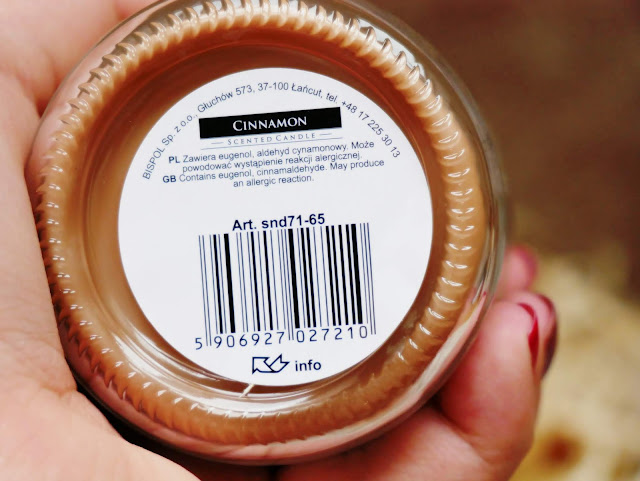 BISPOL Sp. z o.o., Głuchów 573, 37-100 Łańcut, tel. +48 17 225 30 13
CINNAMON
SCENTED CANDLE
PL Zawiera eugenol, aldehyd cynamonowy. Może
powodować wystąpienie reakcji alergicznej.
GB Contains eugenol, cinnamaldehyde. May produce
an allergic reaction.
Art. snd71-65
5 906927 027210
info